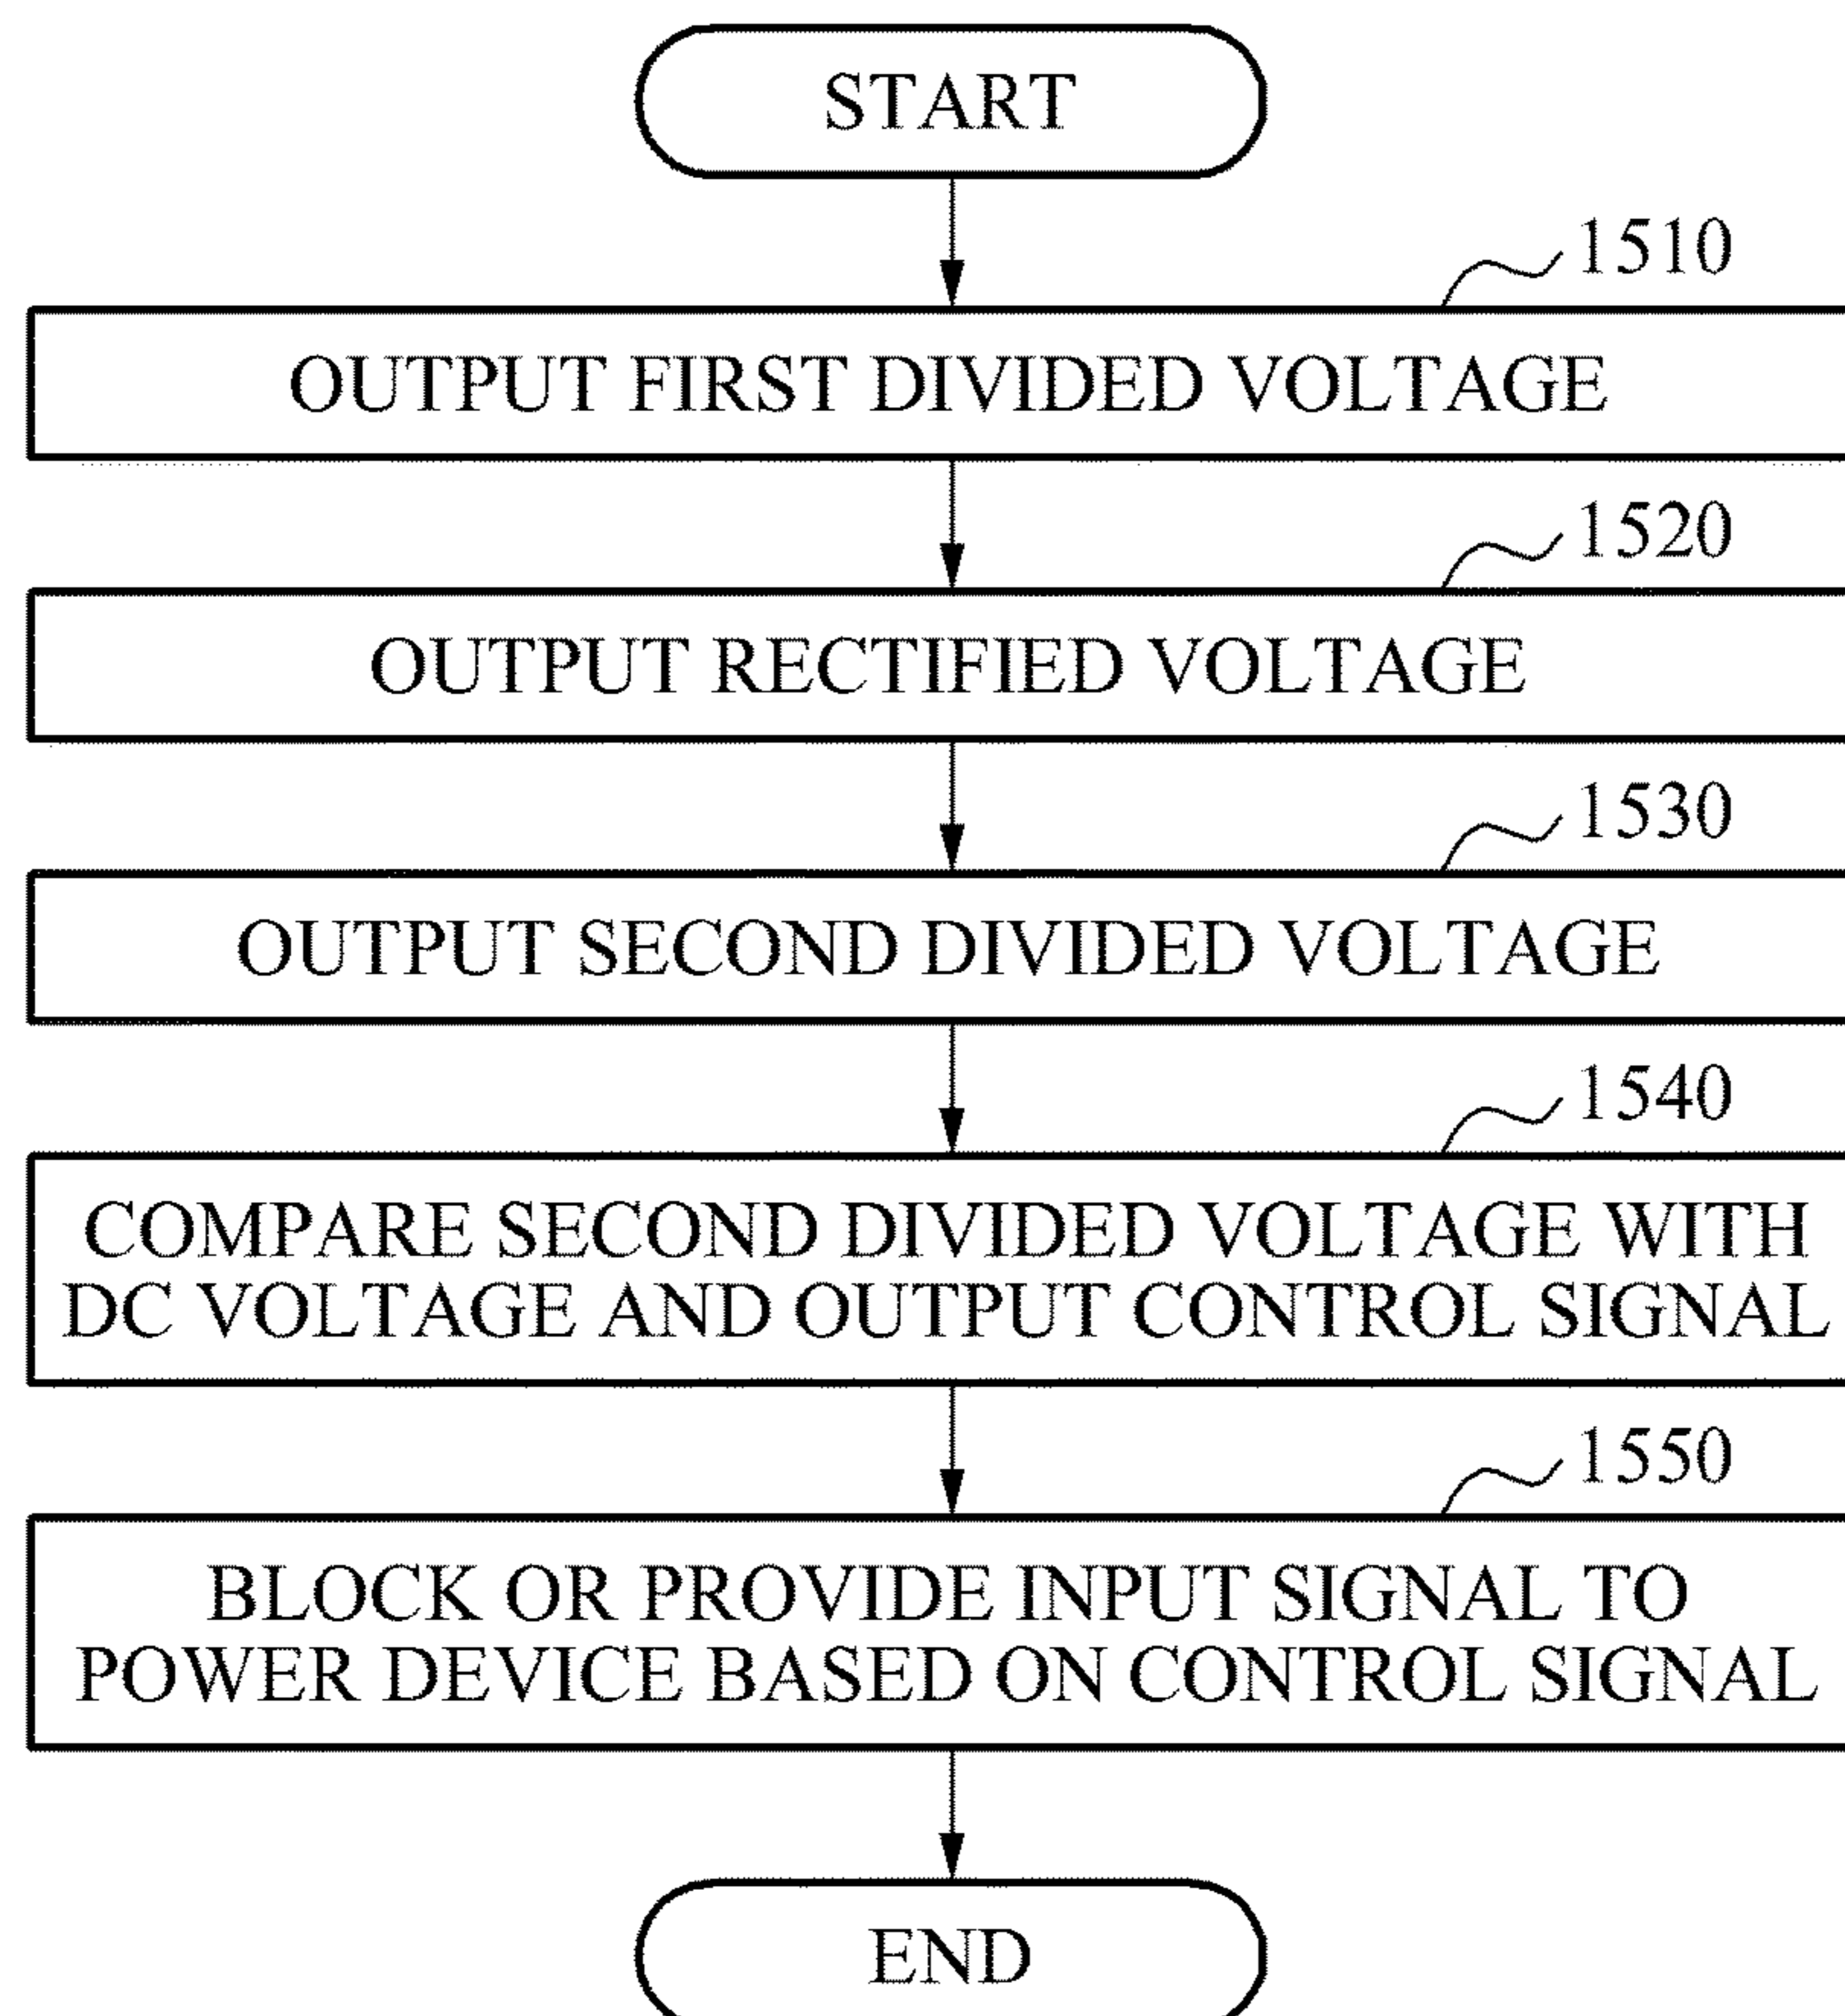 START
1510
OUTPUT FIRST DIVIDED VOLTAGE
1520
OUTPUT RECTIFIED VOLTAGE
1530
OUTPUT SECOND DIVIDED VOLTAGE
1540
COMPARE SECOND DIVIDED VOLTAGE WITH
DC VOLTAGE AND OUTPUT CONTROL SIGNAL
1550
BLOCK OR PROVIDE INPUT SIGNAL TO
POWER DEVICE BASED ON CONTROL SIGNAL
END